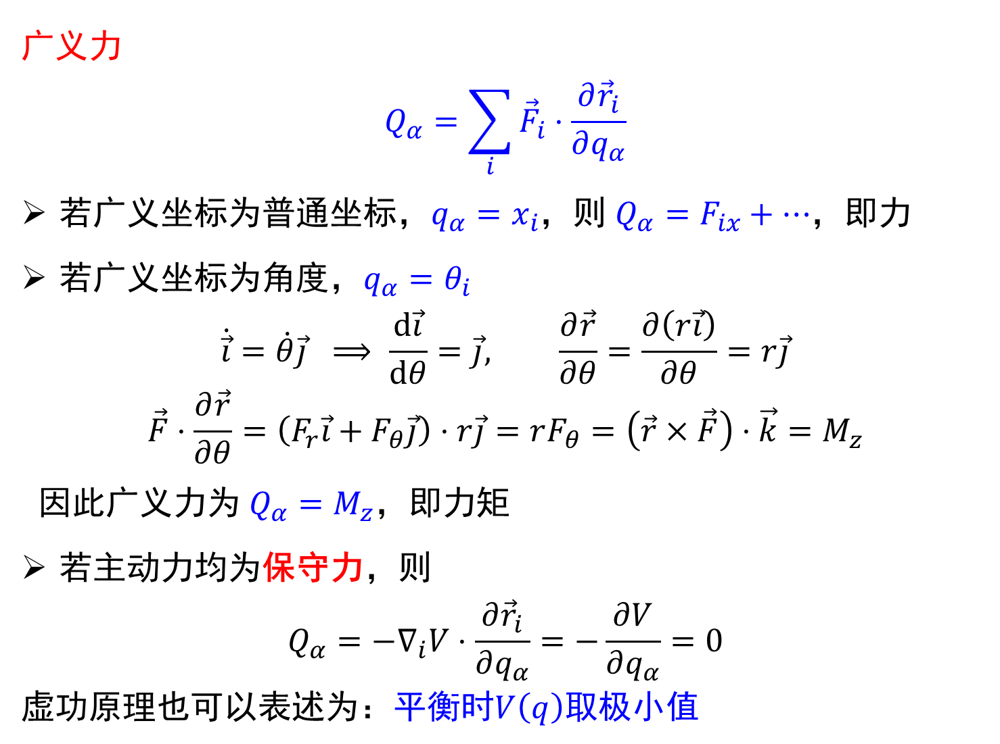 广义力
$Q_\alpha = \sum_i \vec{F}_i \cdot \frac{\partial \vec{r}_i}{\partial q_\alpha}$
➢ 若广义坐标为普通坐标，$q_\alpha = x_i$，则 $Q_\alpha = F_{ix} + \cdots$，即力
➢ 若广义坐标为角度，$q_\alpha = \theta_i$
$\dot{\vec{\imath}} = \dot{\theta}\vec{\jmath} \implies \frac{\mathrm{d}\vec{\imath}}{\mathrm{d}\theta} = \vec{\jmath}, \quad \frac{\partial \vec{r}}{\partial \theta} = \frac{\partial (r\vec{\imath})}{\partial \theta} = r\vec{\jmath}$
$\vec{F} \cdot \frac{\partial \vec{r}}{\partial \theta} = (F_r\vec{\imath} + F_\theta\vec{\jmath}) \cdot r\vec{\jmath} = rF_\theta = (\vec{r} \times \vec{F}) \cdot \vec{k} = M_z$
因此广义力为 $Q_\alpha = M_z$，即力矩
➢ 若主动力均为保守力，则
$Q_\alpha = -\nabla_i V \cdot \frac{\partial \vec{r}_i}{\partial q_\alpha} = -\frac{\partial V}{\partial q_\alpha} = 0$
虚功原理也可以表述为：平衡时$V(q)$取极小值